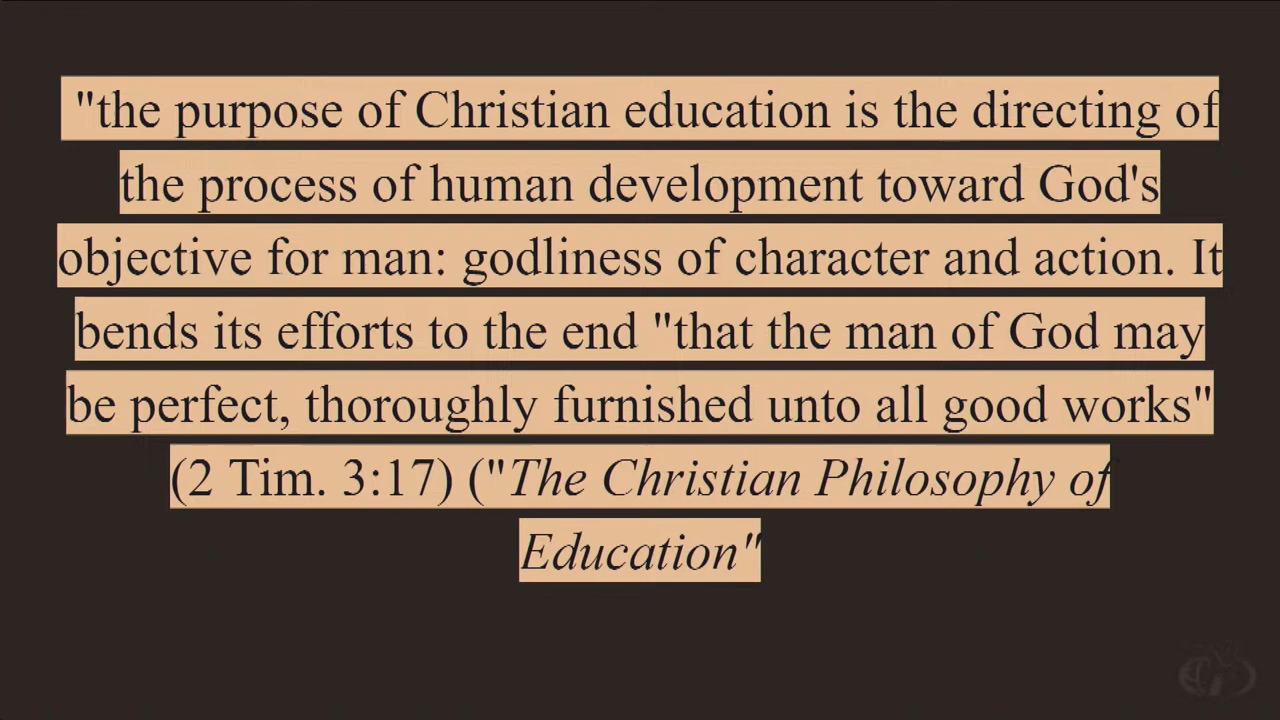 "the purpose of Christian education is the directing of
the process of human development toward God's
objective for man: godliness of character and action. It
bends its efforts to the end "that the man of God may
be perfect, thoroughly furnished unto all good works"
(2 Tim. 3:17) ("The Christian Philosophy of
Education"